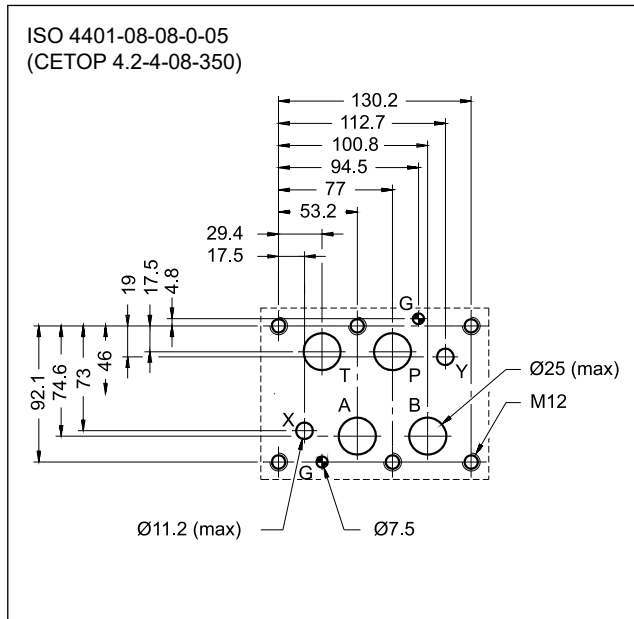 ISO 4401-08-08-0-05
(CETOP 4.2-4-08-350)
130.2
112.7
100.8
94.5
77
53.2
29.4
17.5
19
17.5
4.8
G
92.1
74.6
73
46
T
P
Y
Ø25 (max)
A
B
M12
X
G
Ø11.2 (max)
Ø7.5